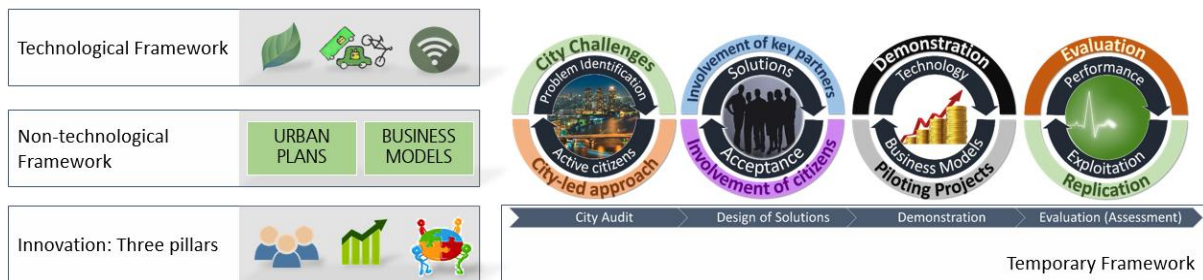 Technological Framework
Non-technological
Framework
URBAN
PLANS
BUSINESS
MODELS
Innovation: Three pillars
City Challenges
Problem Identification
Active citizens
City-led approach
Involvement of key partners
Solutions
Acceptance
Involvement of citizens
Demonstration
Technology
Business Models
Piloting Projects
Evaluation
Performance
Exploitation
Replication
City Audit
Design of Solutions
Demonstration
Evaluation (Assessment)
Temporary Framework